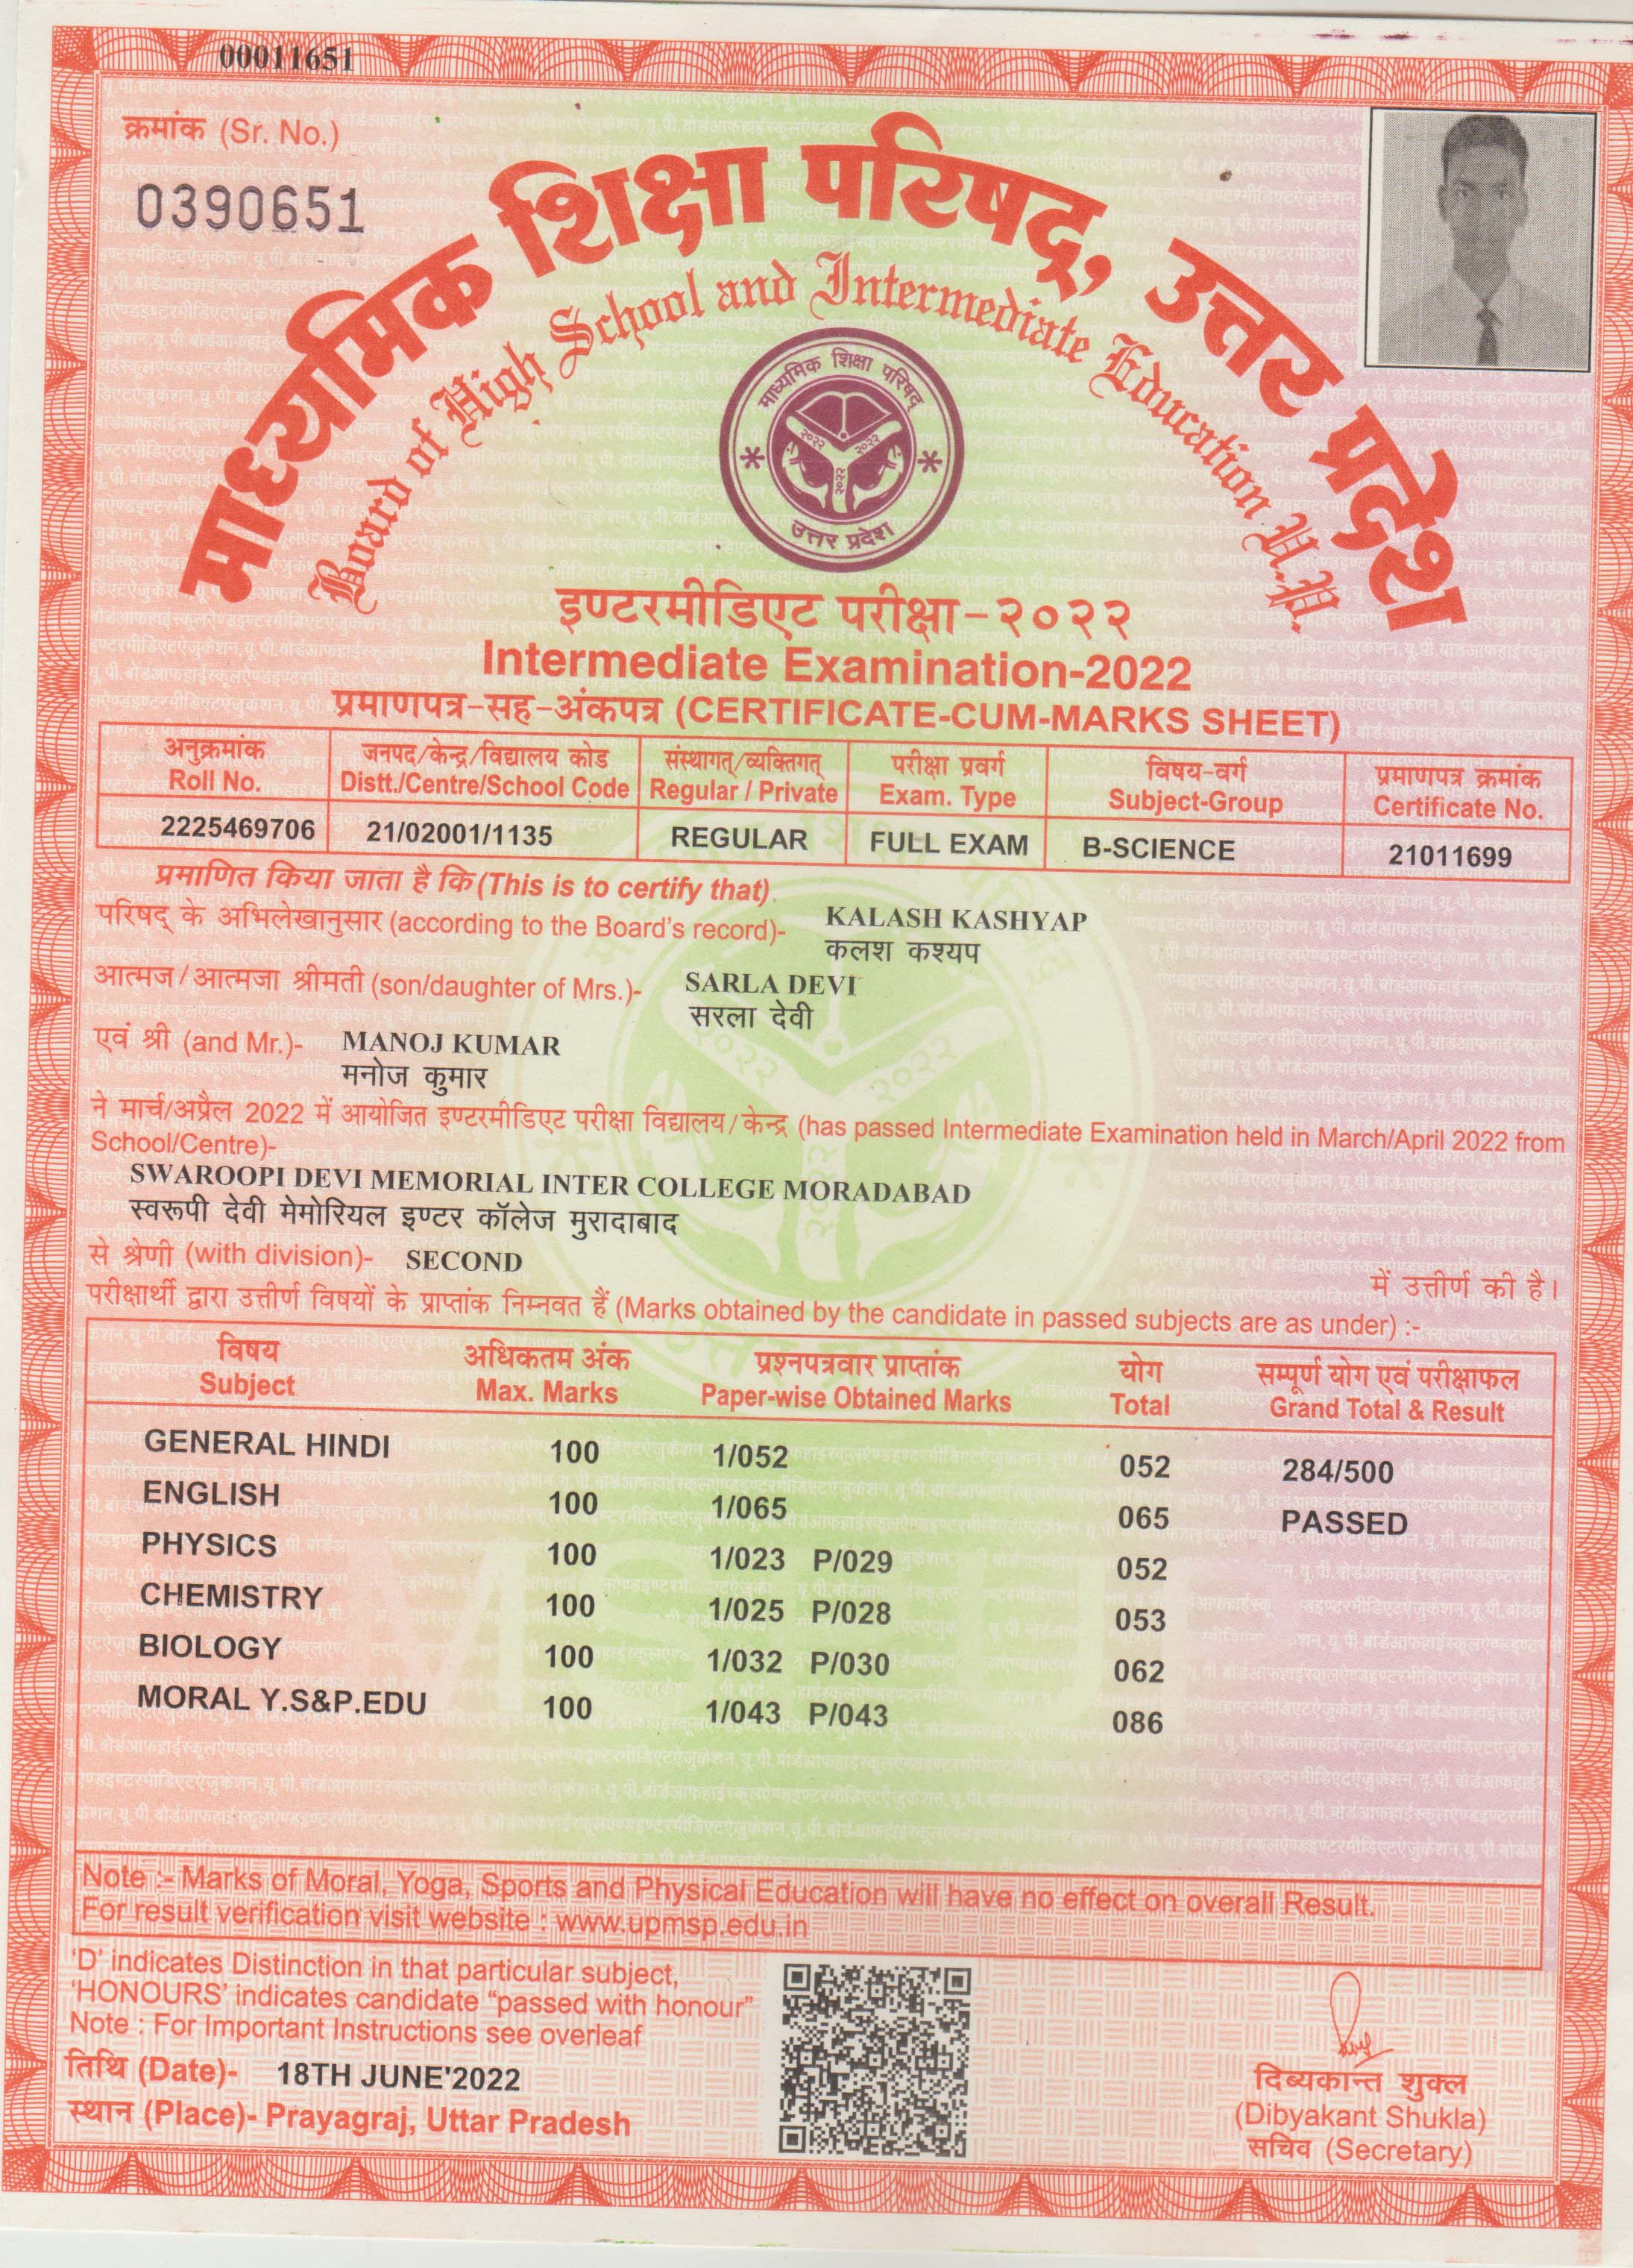 00011651
क्रमांक (Sr. No.)
0390651
माध्यमिक शिक्षा परिषद्, उत्तर प्रदेश
Board of High School and Intermediate Education U.P.
माध्यमिक शिक्षा परिषद्
२०२२ २०२२
२०२२
उत्तर प्रदेश
इण्टरमीडिएट परीक्षा-२०२२
Intermediate Examination-2022
प्रमाणपत्र-सह-अंकपत्र (CERTIFICATE-CUM-MARKS SHEET)
अनुक्रमांक जनपद/केन्द्र/विद्यालय कोड संस्थागत्/व्यक्तिगत् परीक्षा प्रवर्ग विषय-वर्ग प्रमाणपत्र क्रमांक
Roll No. Distt./Centre/School Code Regular / Private Exam. Type Subject-Group Certificate No.
2225469706 21/02001/1135 REGULAR FULL EXAM B-SCIENCE 21011699
प्रमाणित किया जाता है कि (This is to certify that)
परिषद् के अभिलेखानुसार (according to the Board's record)- KALASH KASHYAP
कलश कश्यप
आत्मज/आत्मजा श्रीमती (son/daughter of Mrs.)- SARLA DEVI
सरला देवी
एवं श्री (and Mr.)- MANOJ KUMAR
मनोज कुमार
ने मार्च/अप्रैल 2022 में आयोजित इण्टरमीडिएट परीक्षा विद्यालय/केन्द्र (has passed Intermediate Examination held in March/April 2022 from
School/Centre)-
SWAROOPI DEVI MEMORIAL INTER COLLEGE MORADABAD
स्वरूपी देवी मेमोरियल इण्टर कॉलेज मुरादाबाद
से श्रेणी (with division)- SECOND में उत्तीर्ण की है।
परीक्षार्थी द्वारा उत्तीर्ण विषयों के प्राप्तांक निम्नवत हैं (Marks obtained by the candidate in passed subjects are as under) :-
विषय अधिकतम अंक प्रश्नपत्रवार प्राप्तांक योग सम्पूर्ण योग एवं परीक्षाफल
Subject Max. Marks Paper-wise Obtained Marks Total Grand Total & Result
GENERAL HINDI 100 1/052 052 284/500
ENGLISH 100 1/065 065 PASSED
PHYSICS 100 1/023 P/029 052
CHEMISTRY 100 1/025 P/028 053
BIOLOGY 100 1/032 P/030 062
MORAL Y.S&P.EDU 100 1/043 P/043 086
Note :- Marks of Moral, Yoga, Sports and Physical Education will have no effect on overall Result.
For result verification visit website : www.upmsp.edu.in
'D' indicates Distinction in that particular subject,
'HONOURS' indicates candidate "passed with honour"
Note : For Important Instructions see overleaf
तिथि (Date)- 18TH JUNE'2022
स्थान (Place)- Prayagraj, Uttar Pradesh
दिब्यकान्त शुक्ल
(Dibyakant Shukla)
सचिव (Secretary)